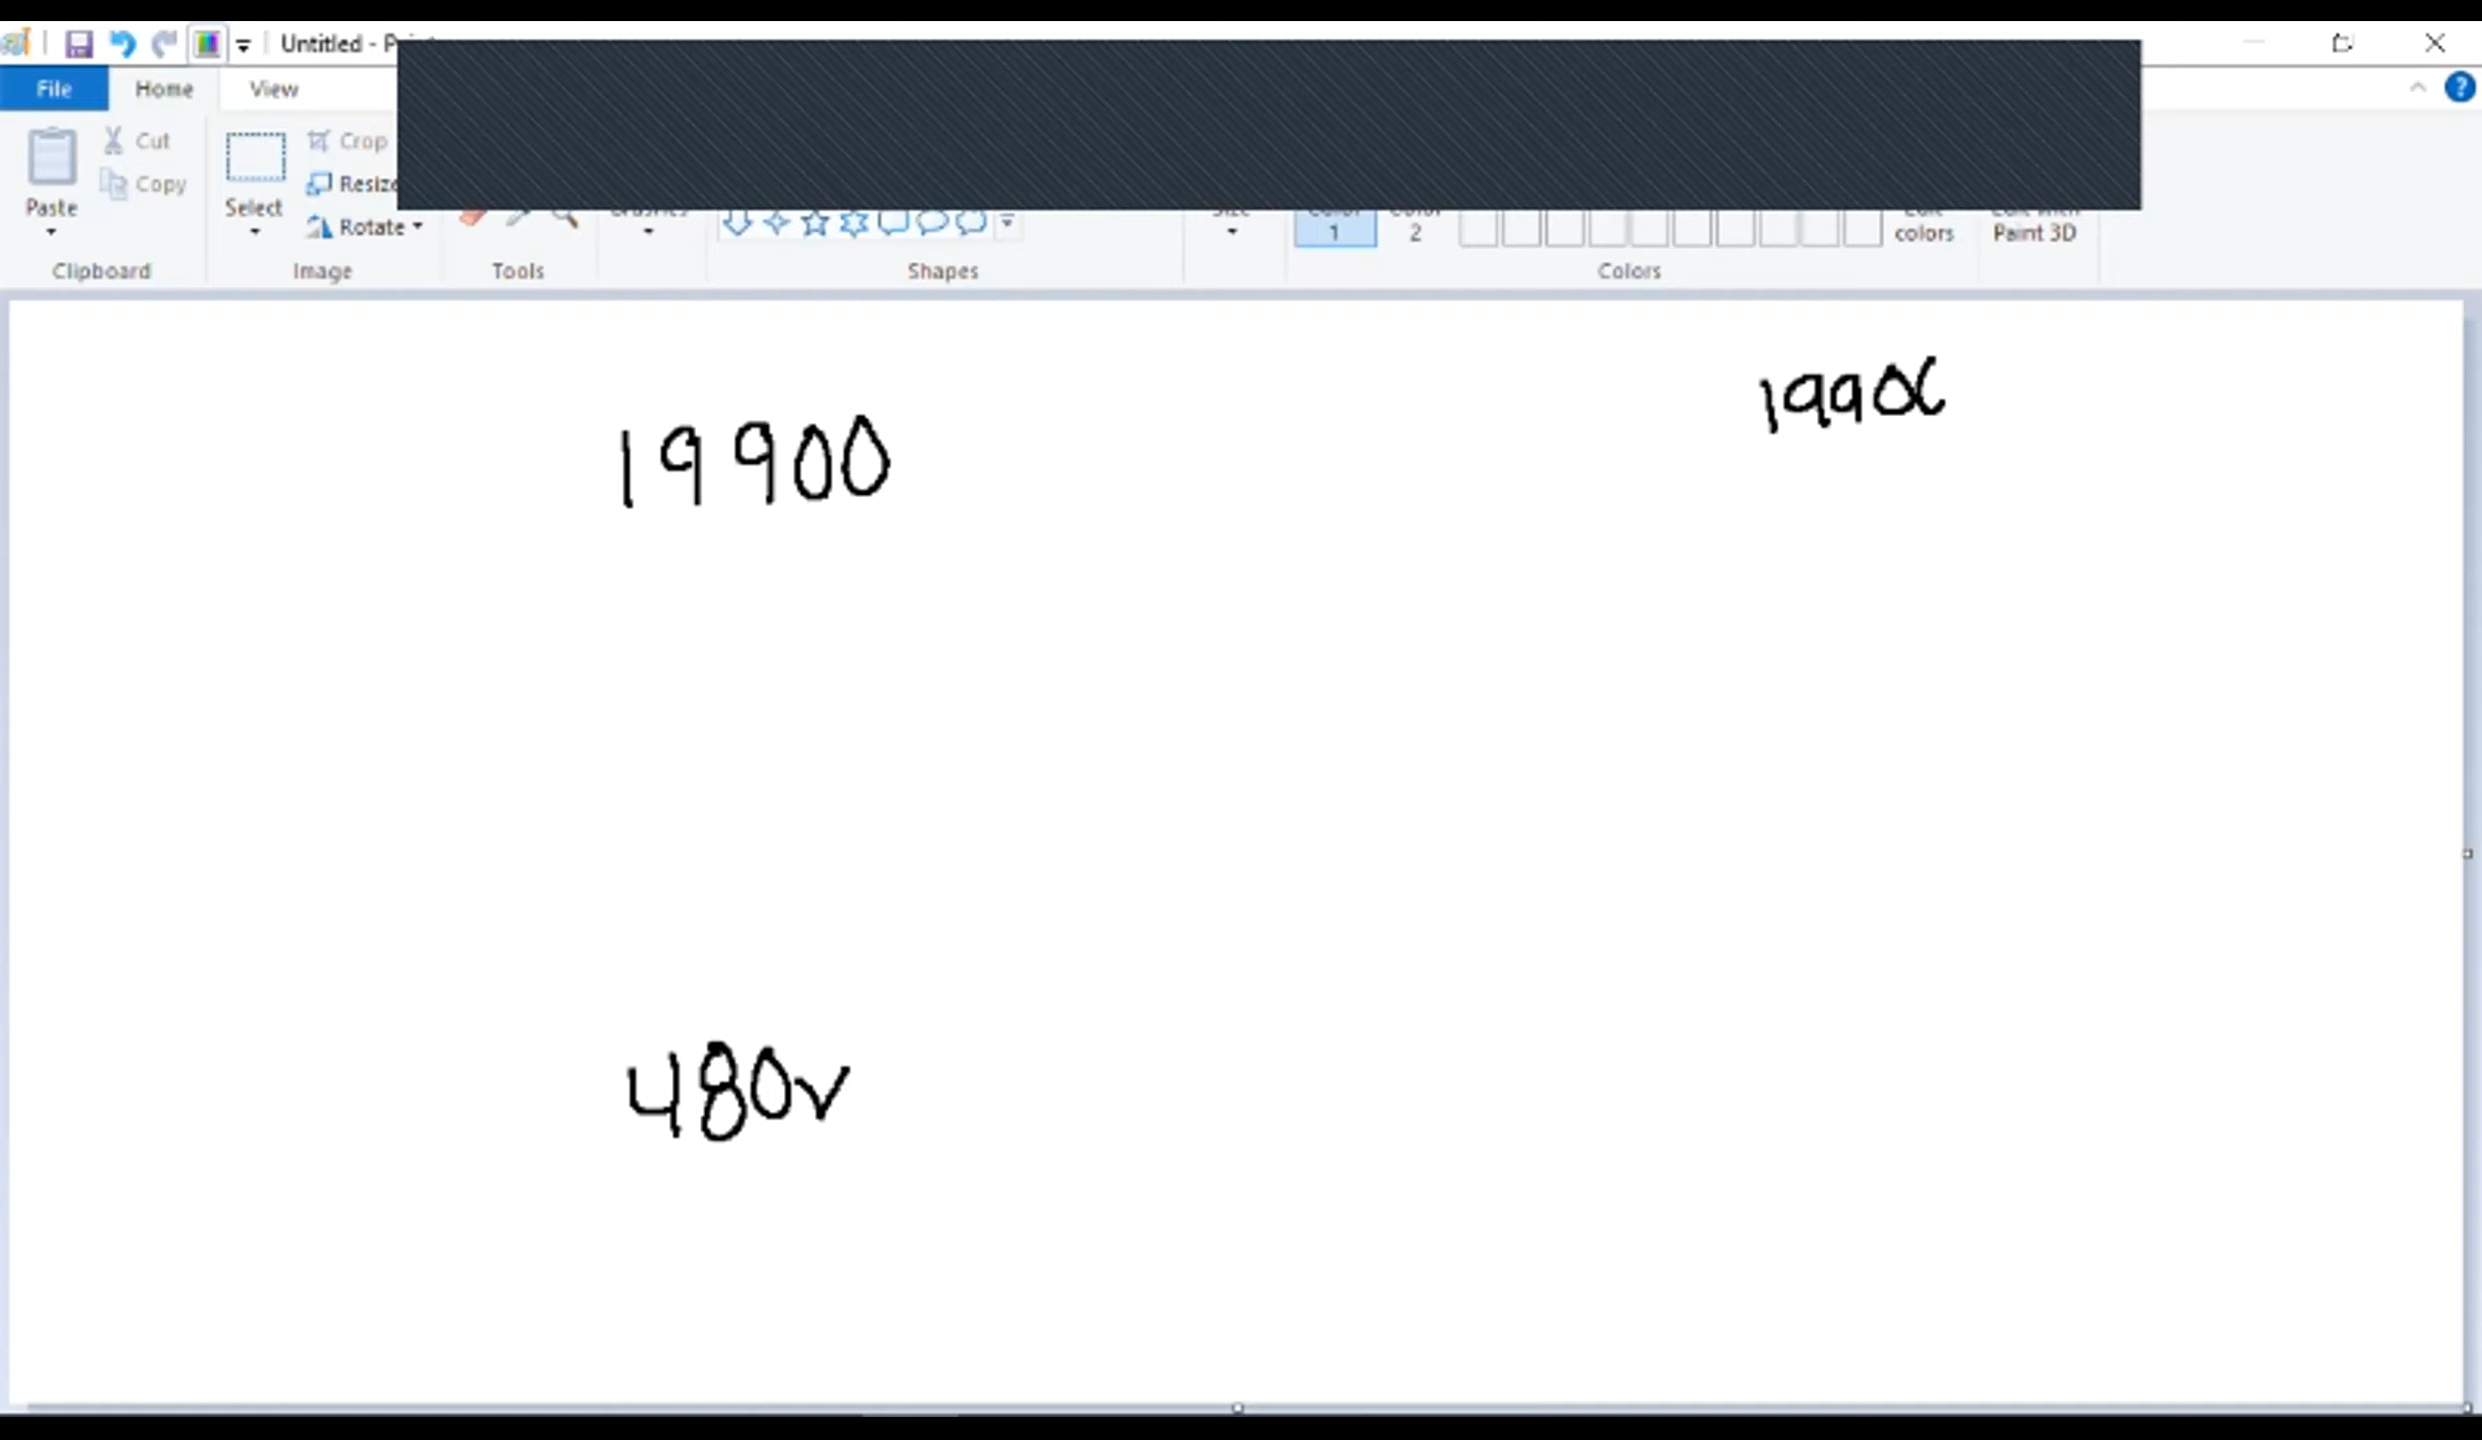 Untitled -
File Home View
Cut
Copy
Paste
Clipboard
Crop
Resize
Rotate
Select
Image
Tools
Shapes
1
2
colors
Paint 3D
Colors
19900
480v